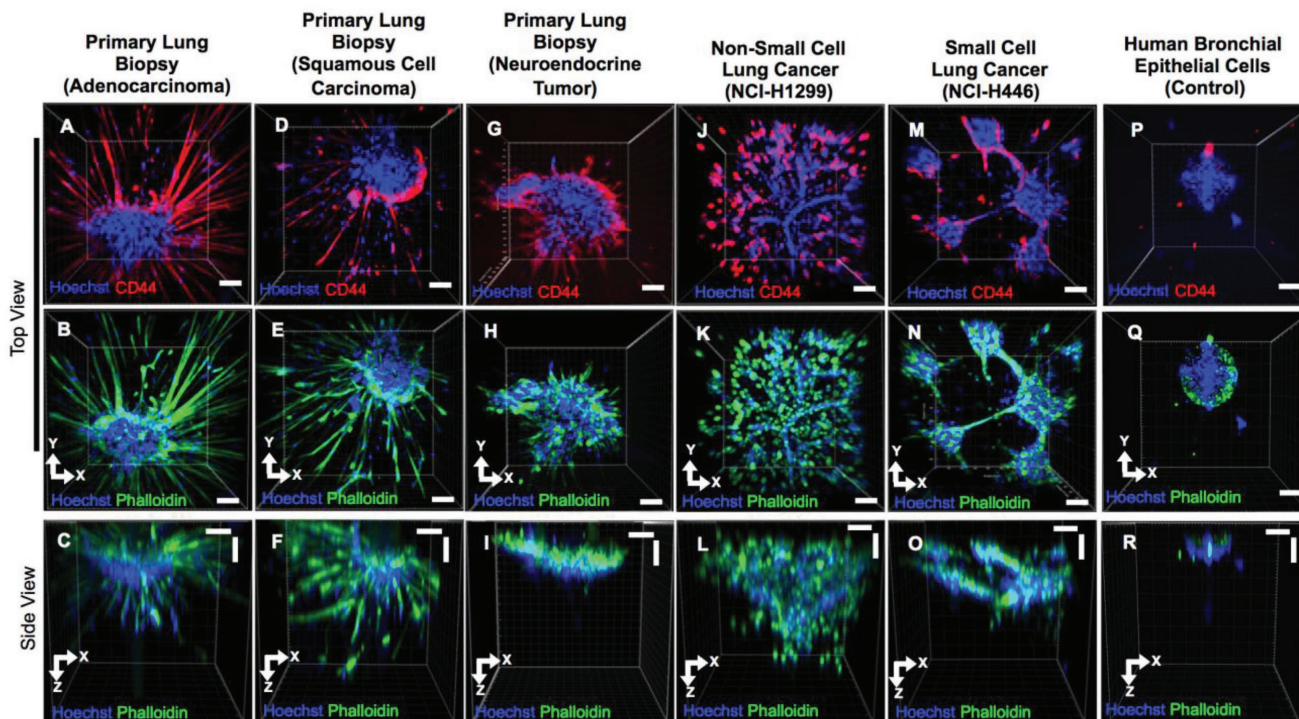 Primary Lung
Biopsy
(Adenocarcinoma)
Primary Lung
Biopsy
(Squamous Cell
Carcinoma)
Primary Lung
Biopsy
(Neuroendocrine
Tumor)
Non-Small Cell
Lung Cancer
(NCI-H1299)
Small Cell
Lung Cancer
(NCI-H446)
Human Bronchial
Epithelial Cells
(Control)
Top View
A
Hoechst CD44
D
Hoechst CD44
G
Hoechst CD44
J
Hoechst CD44
M
Hoechst CD44
P
Hoechst CD44
B
Y
X
Hoechst Phalloidin
E
Y
X
Hoechst Phalloidin
H
Y
X
Hoechst Phalloidin
K
Y
X
Hoechst Phalloidin
N
Y
X
Hoechst Phalloidin
Q
Y
X
Hoechst Phalloidin
Side View
C
X
Z
Hoechst Phalloidin
F
X
Z
Hoechst Phalloidin
I
X
Z
Hoechst Phalloidin
L
X
Z
Hoechst Phalloidin
O
X
Z
Hoechst Phalloidin
R
X
Z
Hoechst Phalloidin